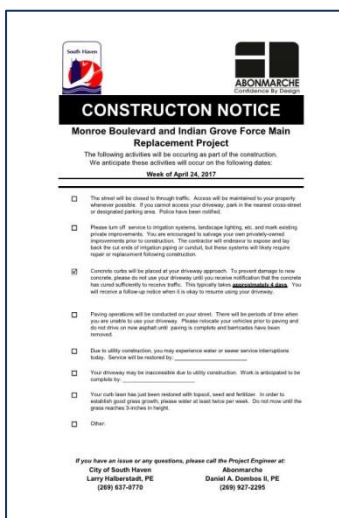 South Haven
ABONMARCHE
Confidence By Design
CONSTRUCTON NOTICE
Monroe Boulevard and Indian Grove Force Main
Replacement Project
The following activities will be occuring as part of the construction.
We anticipate these activities will occur on the following dates:
Week of April 24, 2017
The street will be closed to through traffic. Access will be maintained to your property
whenever possible. If you cannot access your driveway, park in the nearest cross-street
or designated parking area. Police have been notified.
Please turn off service to irrigation systems, landscape lighting, etc. and mark existing
private improvements. You are encouraged to salvage your own privately-owned
improvements prior to construction. The contractor will endeavor to expose and lay
back the cut ends of irrigation piping or conduit, but these systems will likely require
repair or replacement following construction.
Concrete curbs will be placed at your driveway approach. To prevent damage to new
concrete, please do not use your driveway until you receive notification that the concrete
has cured sufficiently to receive traffic. This typically takes approximately 4 days. You
will receive a follow-up notice when it is okay to resume using your driveway.
Paving operations will be conducted on your street. There will be periods of time when
you are unable to use your driveway. Please relocate your vehicles prior to paving and
do not drive on new asphalt until paving is complete and barricades have been
removed.
Due to utility construction, you may experience water or sewer service interruptions
today. Service will be restored by:
Your driveway may be inaccessible due to utility construction. Work is anticipated to be
complete by:
Your curb lawn has just been restored with topsoil, seed and fertilizer. In order to
establish good grass growth, please water at least twice per week. Do not mow until the
grass reaches 3-inches in height.
Other:
If you have an issue or any questions, please call the Project Engineer at:
City of South Haven
Larry Halberstadt, PE
(269) 637-0770
Abonmarche
Daniel A. Dombos II, PE
(269) 927-2295